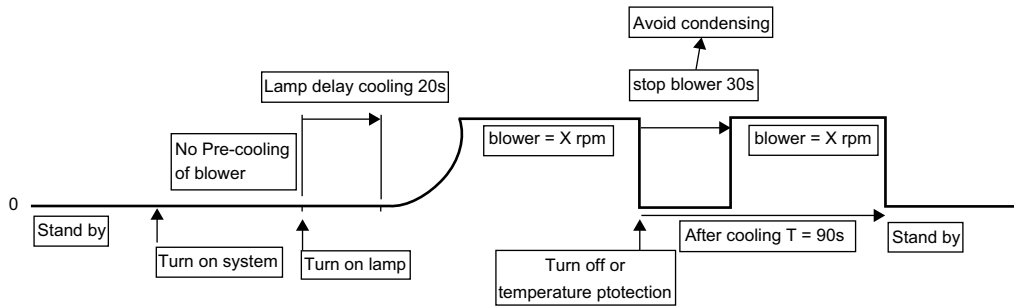 Avoid condensing
Lamp delay cooling 20s
stop blower 30s
No Pre-cooling
of blower
blower = X rpm
blower = X rpm
0
Stand by
Turn on system
Turn on lamp
Turn off or
temperature ptotection
After cooling T = 90s
Stand by